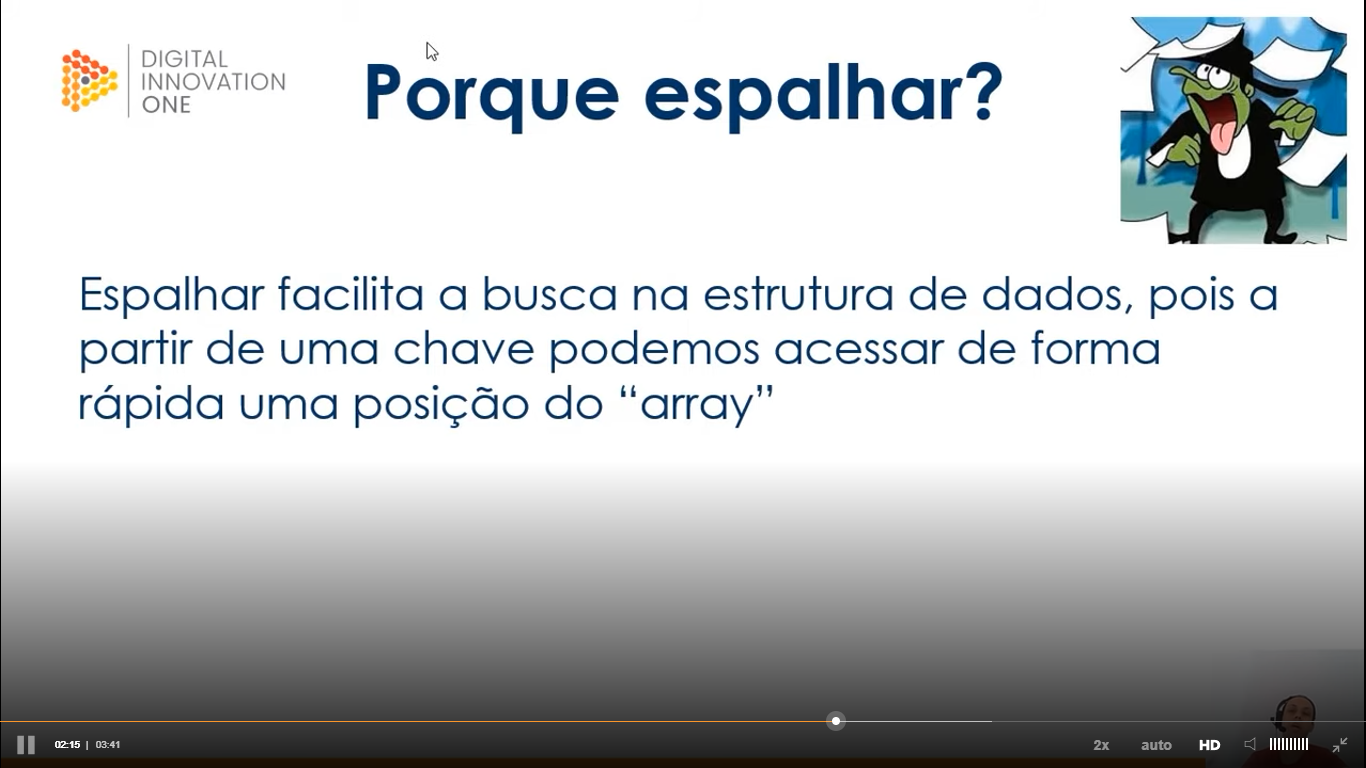 DIGITAL
INNOVATION
ONE
Porque espalhar?
Espalhar facilita a busca na estrutura de dados, pois a
partir de uma chave podemos acessar de forma
rápida uma posição do “array”
02:15 | 03:41
2x auto HD